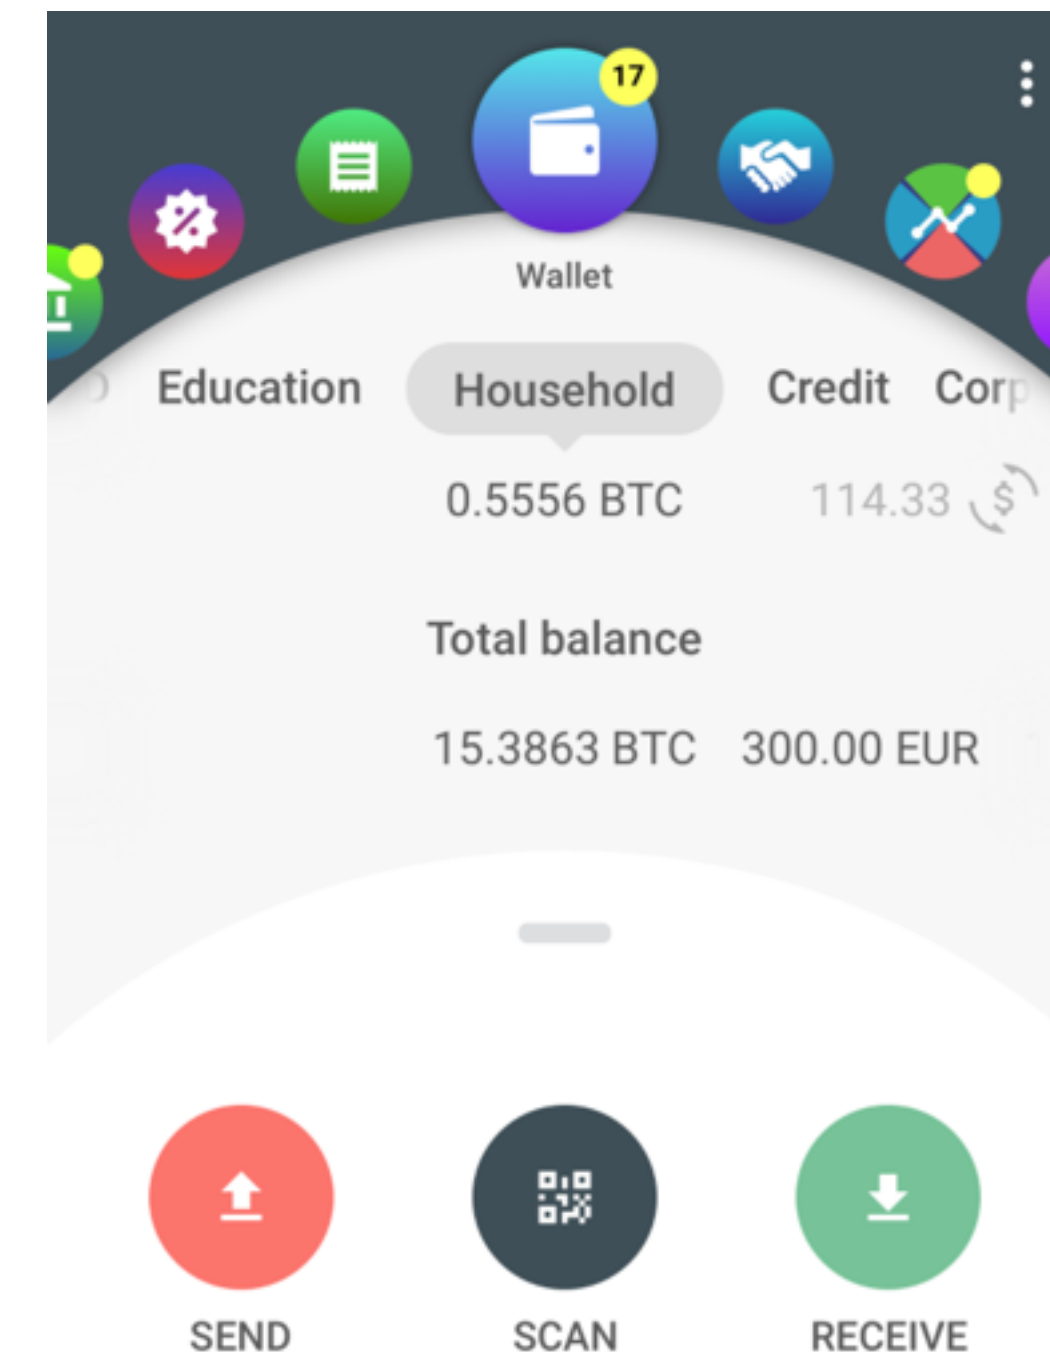 17
Wallet
Education Household Credit Corp
0.5556 BTC 114.33 $
Total balance
15.3863 BTC 300.00 EUR
SEND SCAN RECEIVE